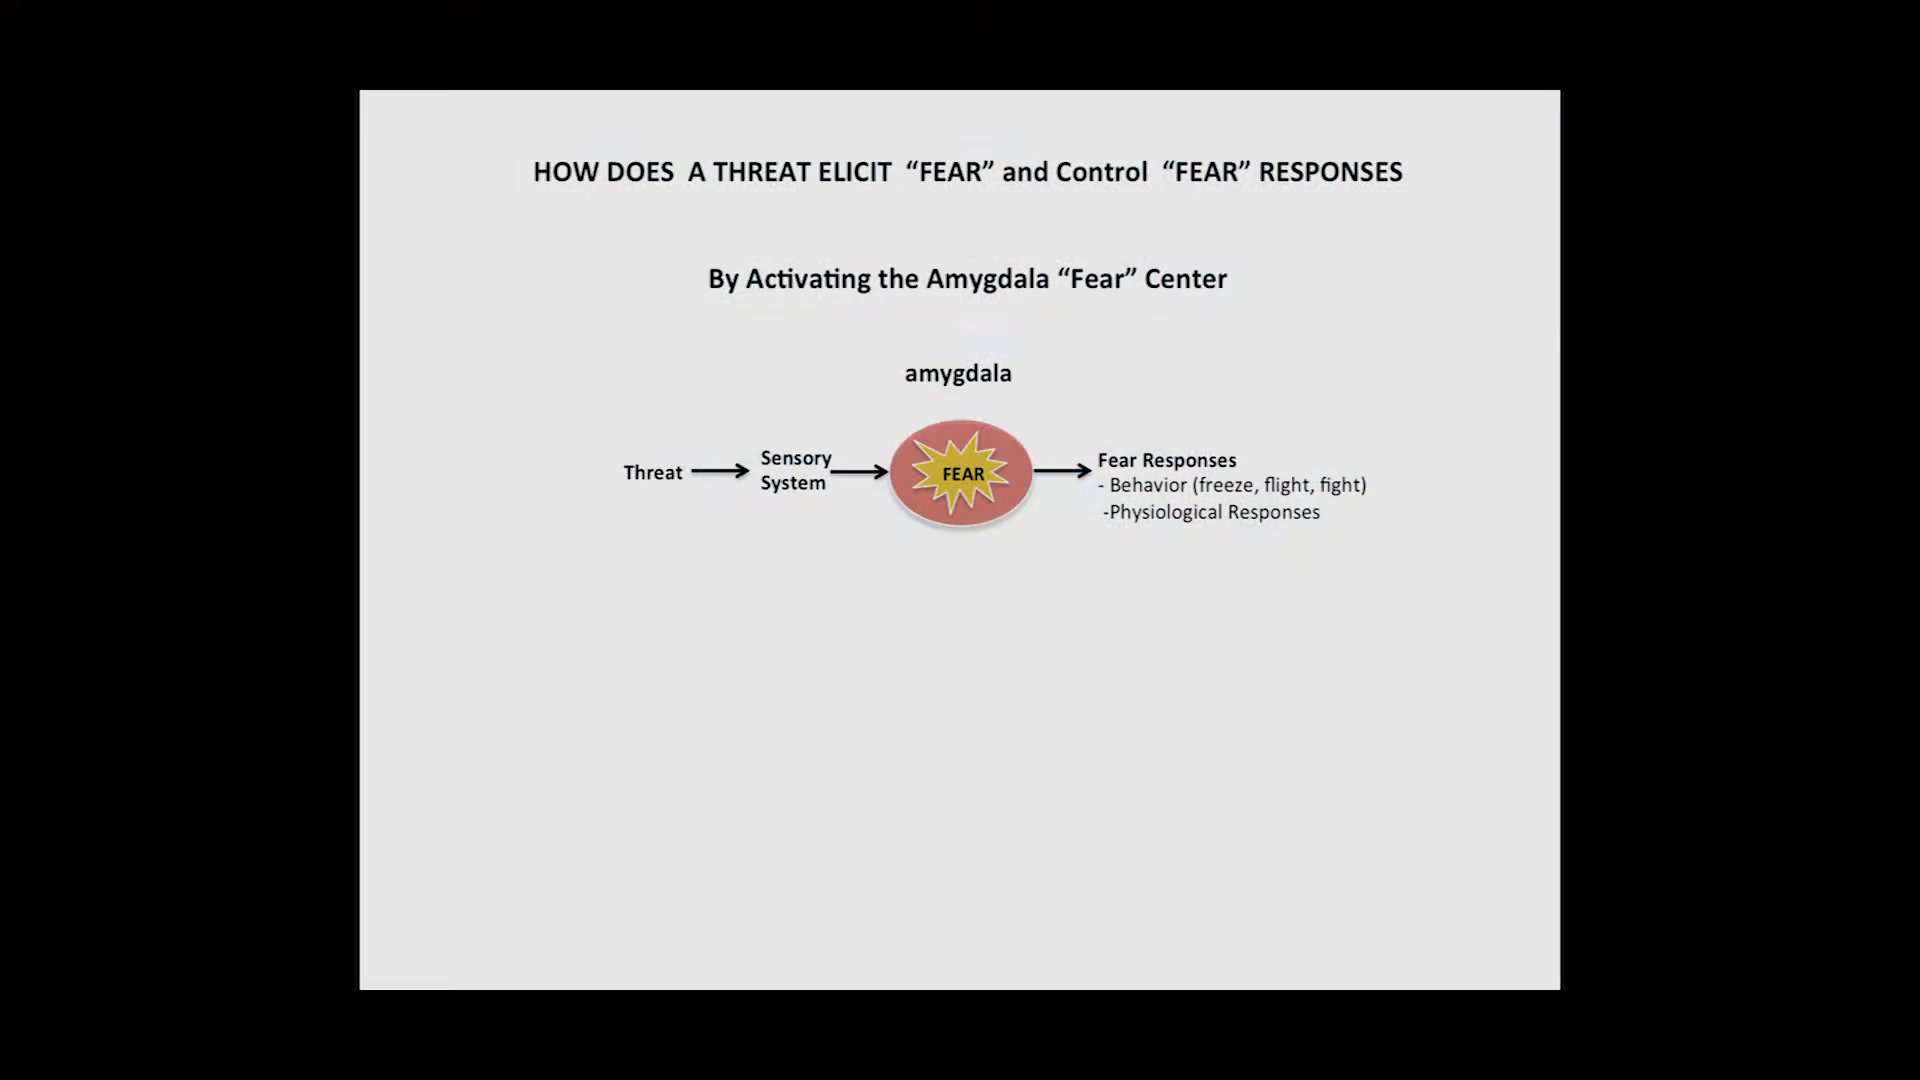 HOW DOES A THREAT ELICIT “FEAR” and Control “FEAR” RESPONSES
By Activating the Amygdala “Fear” Center
amygdala
Threat
Sensory
System
FEAR
Fear Responses
- Behavior (freeze, flight, fight)
-Physiological Responses